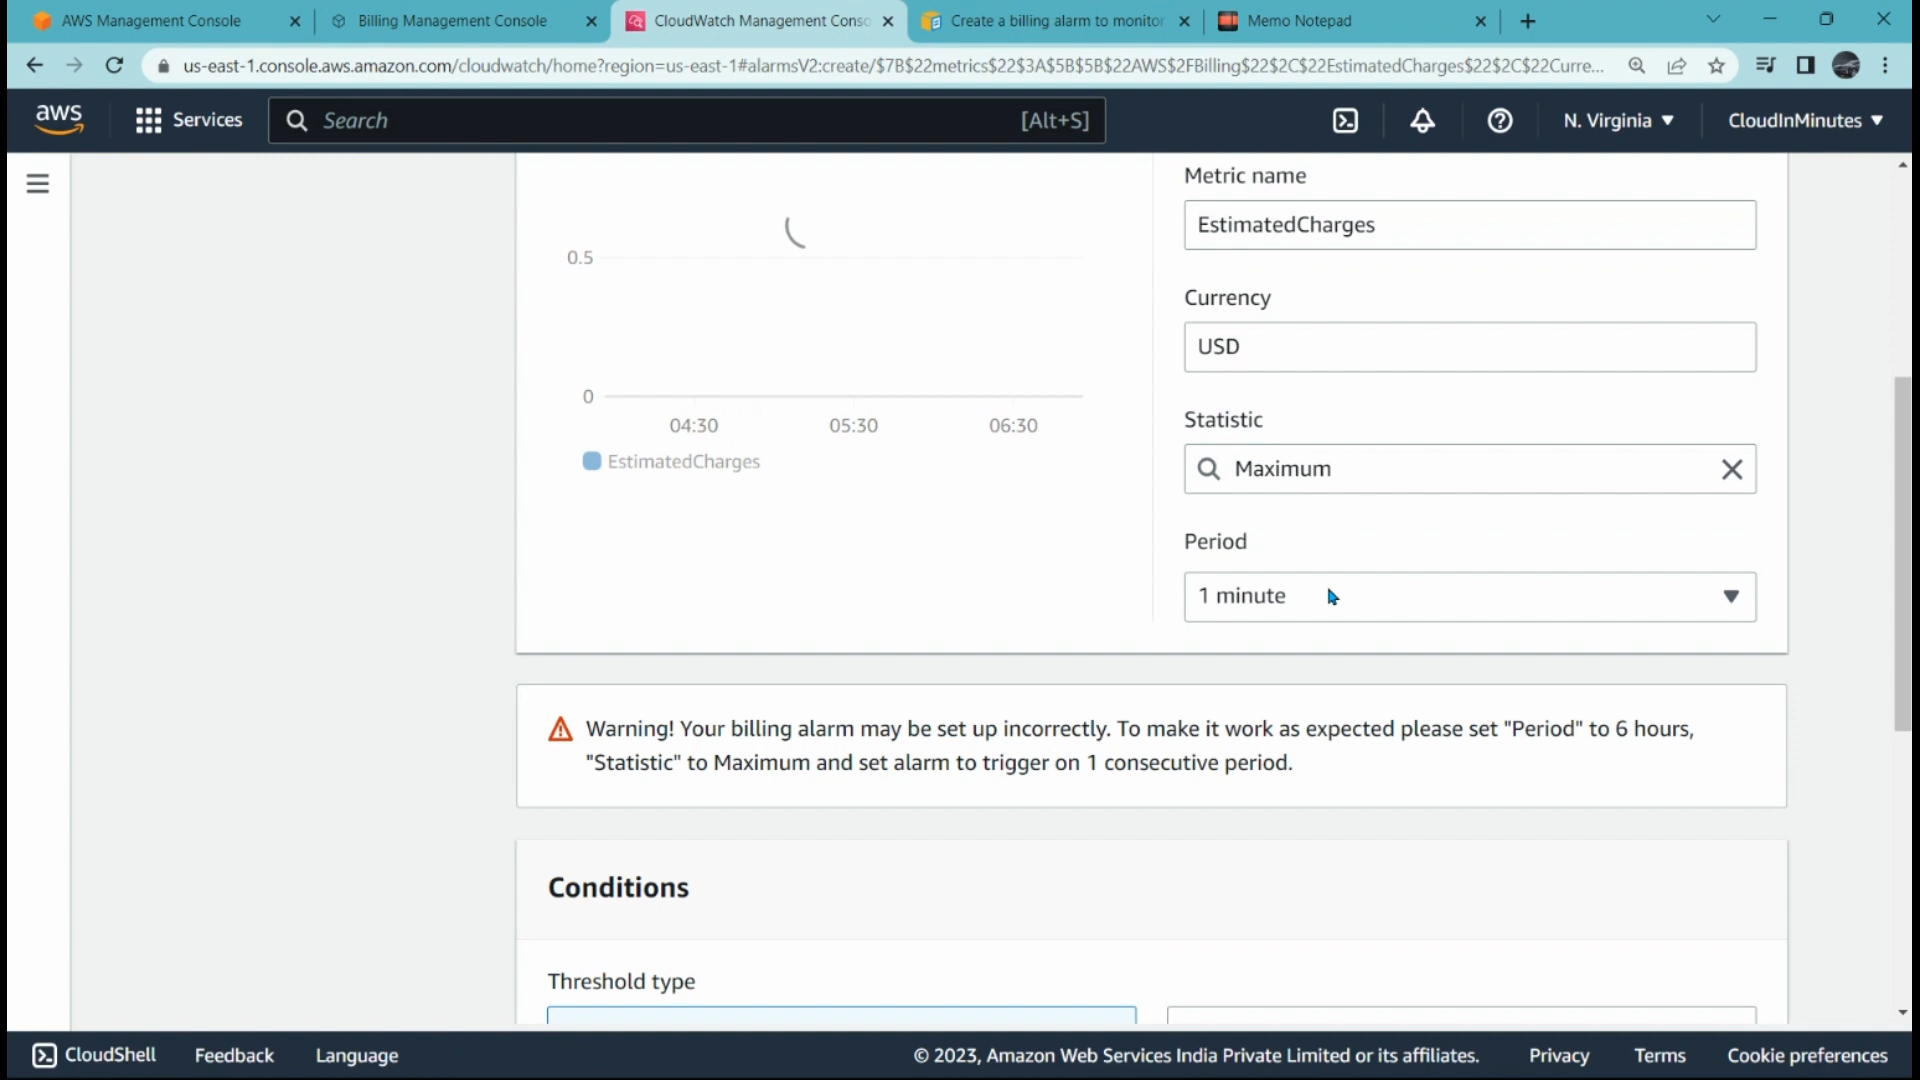 AWS Management Console
Billing Management Console
CloudWatch Management Conso
Create a billing alarm to monitor
Memo Notepad
us-east-1.console.aws.amazon.com/cloudwatch/home?region=us-east-1#alarmsV2:create/$7B$22metrics$22$3A$5B$5B$22AWS$2FBilling$22$2C$22EstimatedCharges$22$2C$22Curre...
aws
Services
Search
[Alt+S]
N. Virginia
CloudInMinutes
Metric name
EstimatedCharges
0.5
Currency
USD
0
04:30 05:30 06:30
EstimatedCharges
Statistic
Maximum
Period
1 minute
Warning! Your billing alarm may be set up incorrectly. To make it work as expected please set "Period" to 6 hours,
"Statistic" to Maximum and set alarm to trigger on 1 consecutive period.
Conditions
Threshold type
CloudShell
Feedback
Language
© 2023, Amazon Web Services India Private Limited or its affiliates.
Privacy
Terms
Cookie preferences